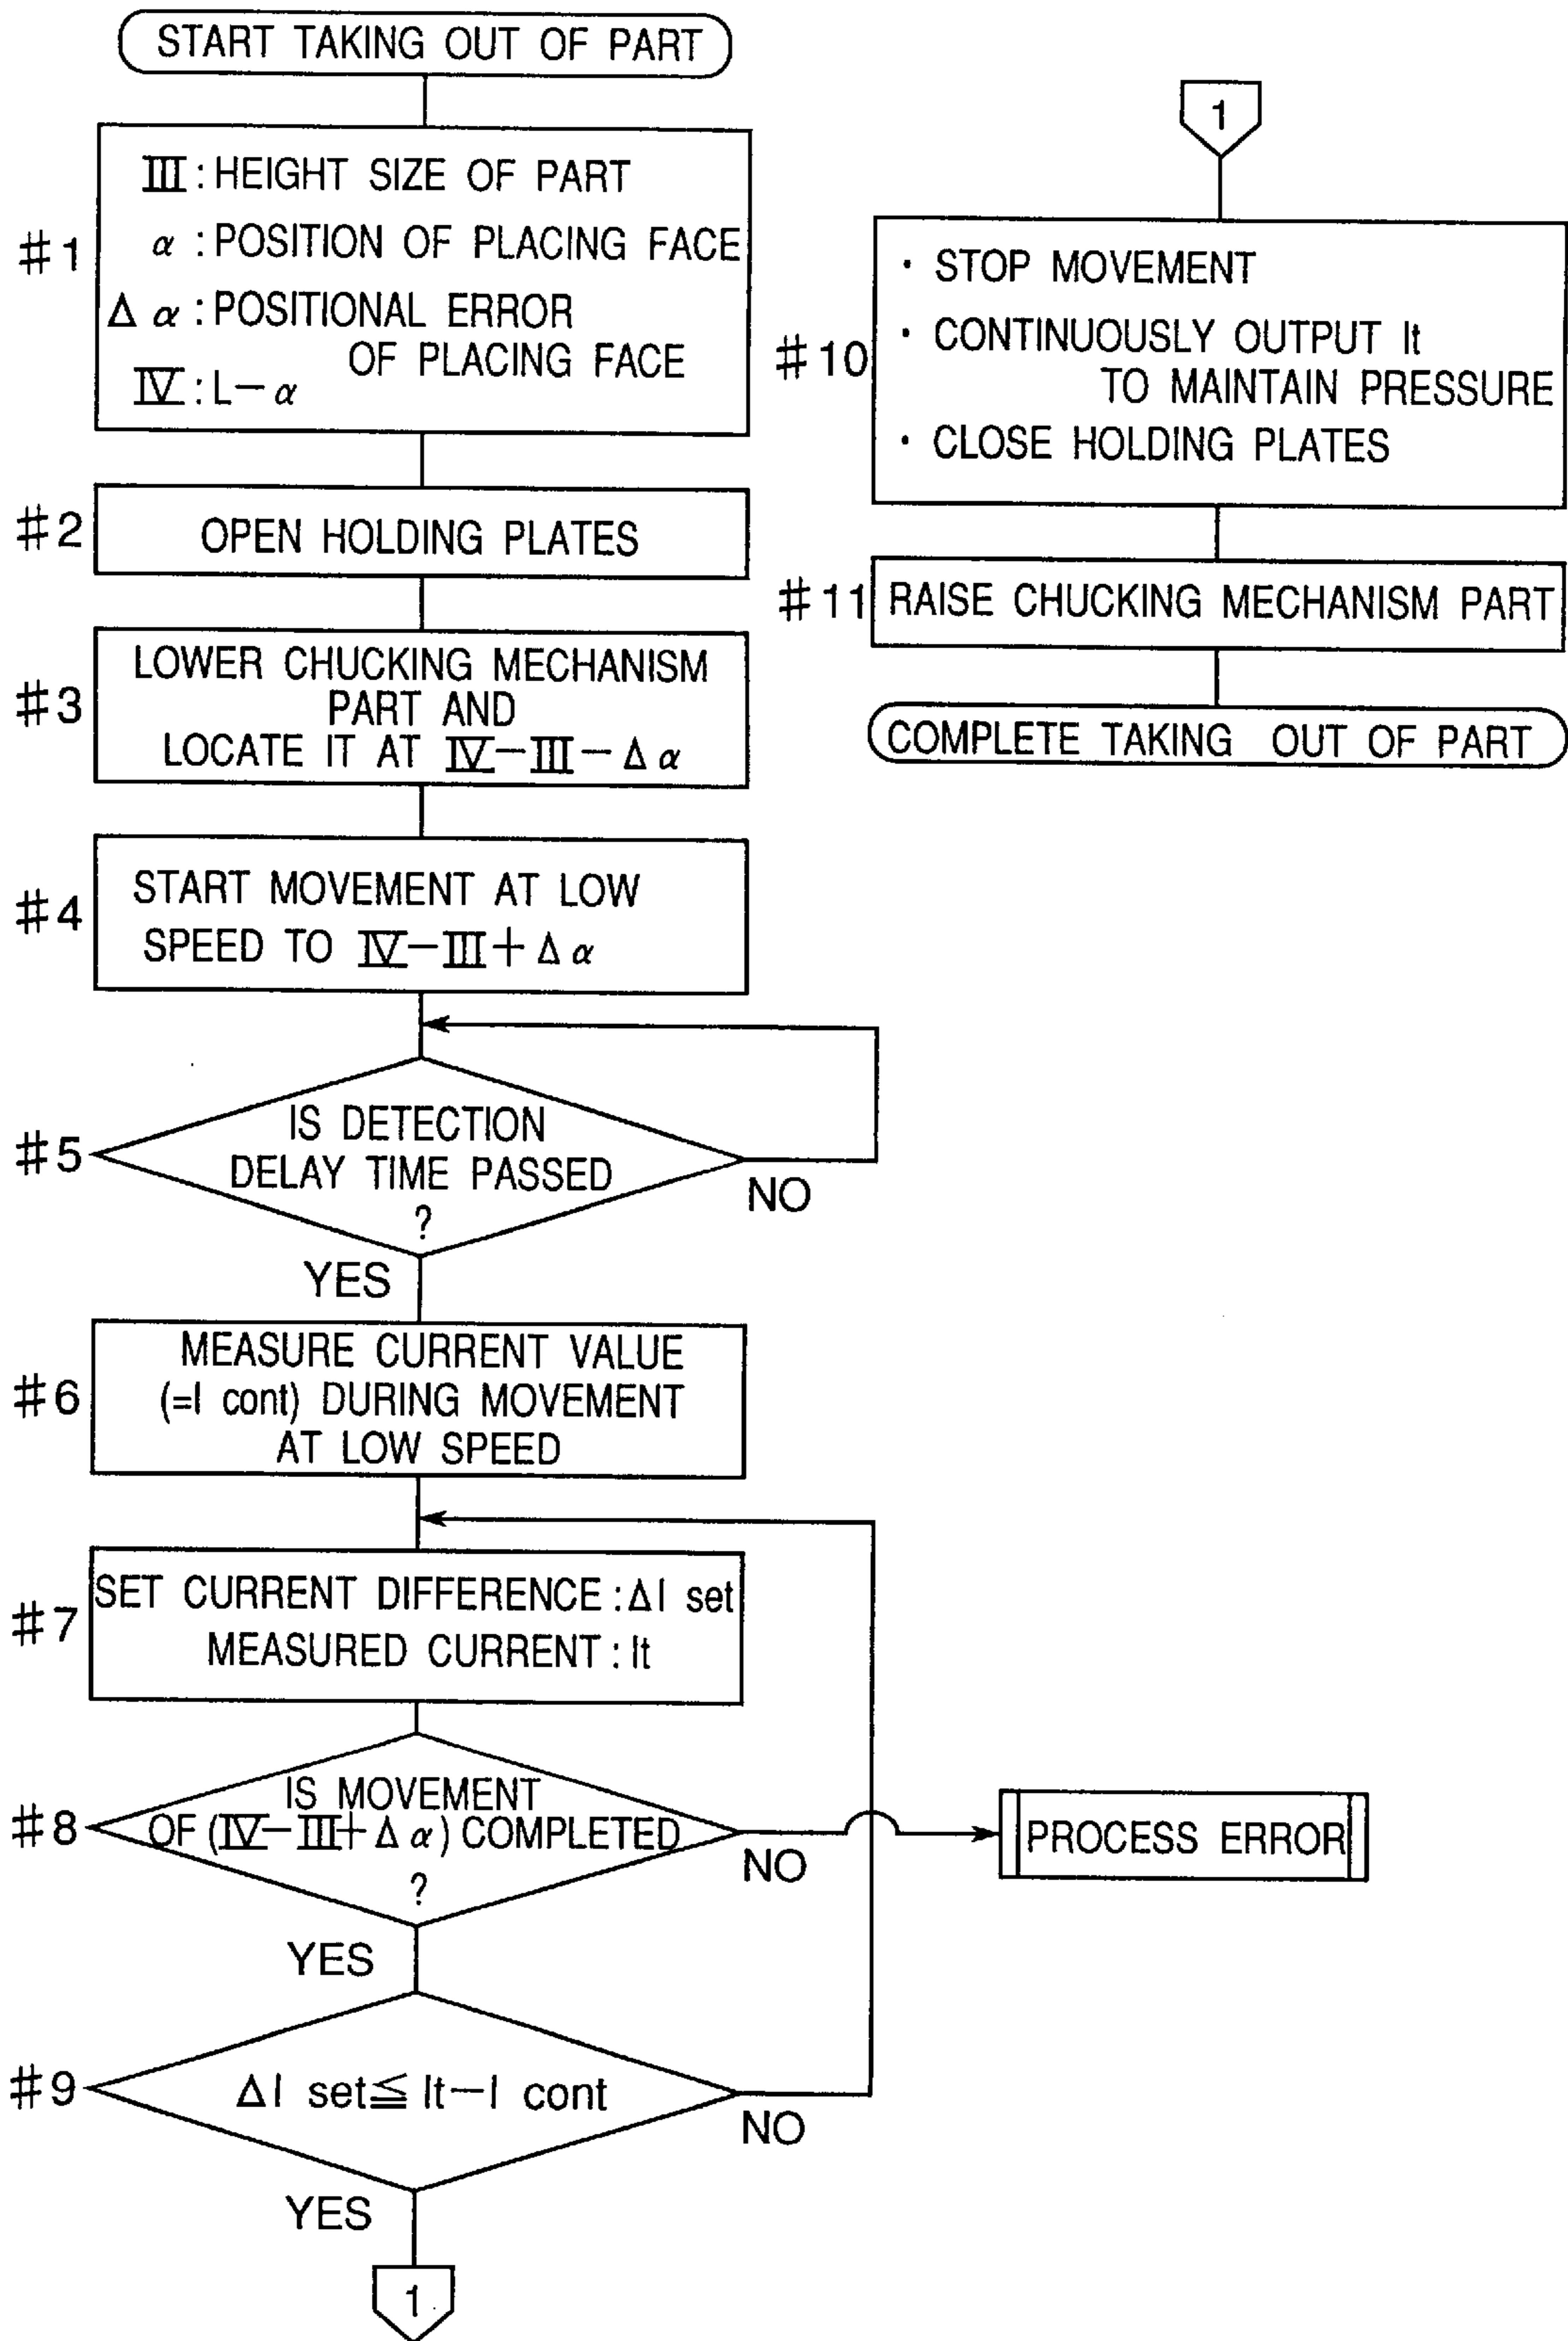 START TAKING OUT OF PART
#1
III : HEIGHT SIZE OF PART
α : POSITION OF PLACING FACE
Δ α : POSITIONAL ERROR
OF PLACING FACE
IV : L－α
#2
OPEN HOLDING PLATES
#3
LOWER CHUCKING MECHANISM
PART AND
LOCATE IT AT IV－III－Δ α
#4
START MOVEMENT AT LOW
SPEED TO IV－III＋Δ α
#5
IS DETECTION
DELAY TIME PASSED
?
NO
YES
#6
MEASURE CURRENT VALUE
(=I cont) DURING MOVEMENT
AT LOW SPEED
#7
SET CURRENT DIFFERENCE : ΔI set
MEASURED CURRENT : It
#8
IS MOVEMENT
OF (IV－III＋Δ α) COMPLETED
?
NO
PROCESS ERROR
YES
#9
ΔI set≦ It－I cont
NO
YES
1
1
#10
· STOP MOVEMENT
· CONTINUOUSLY OUTPUT It
TO MAINTAIN PRESSURE
· CLOSE HOLDING PLATES
#11
RAISE CHUCKING MECHANISM PART
COMPLETE TAKING OUT OF PART